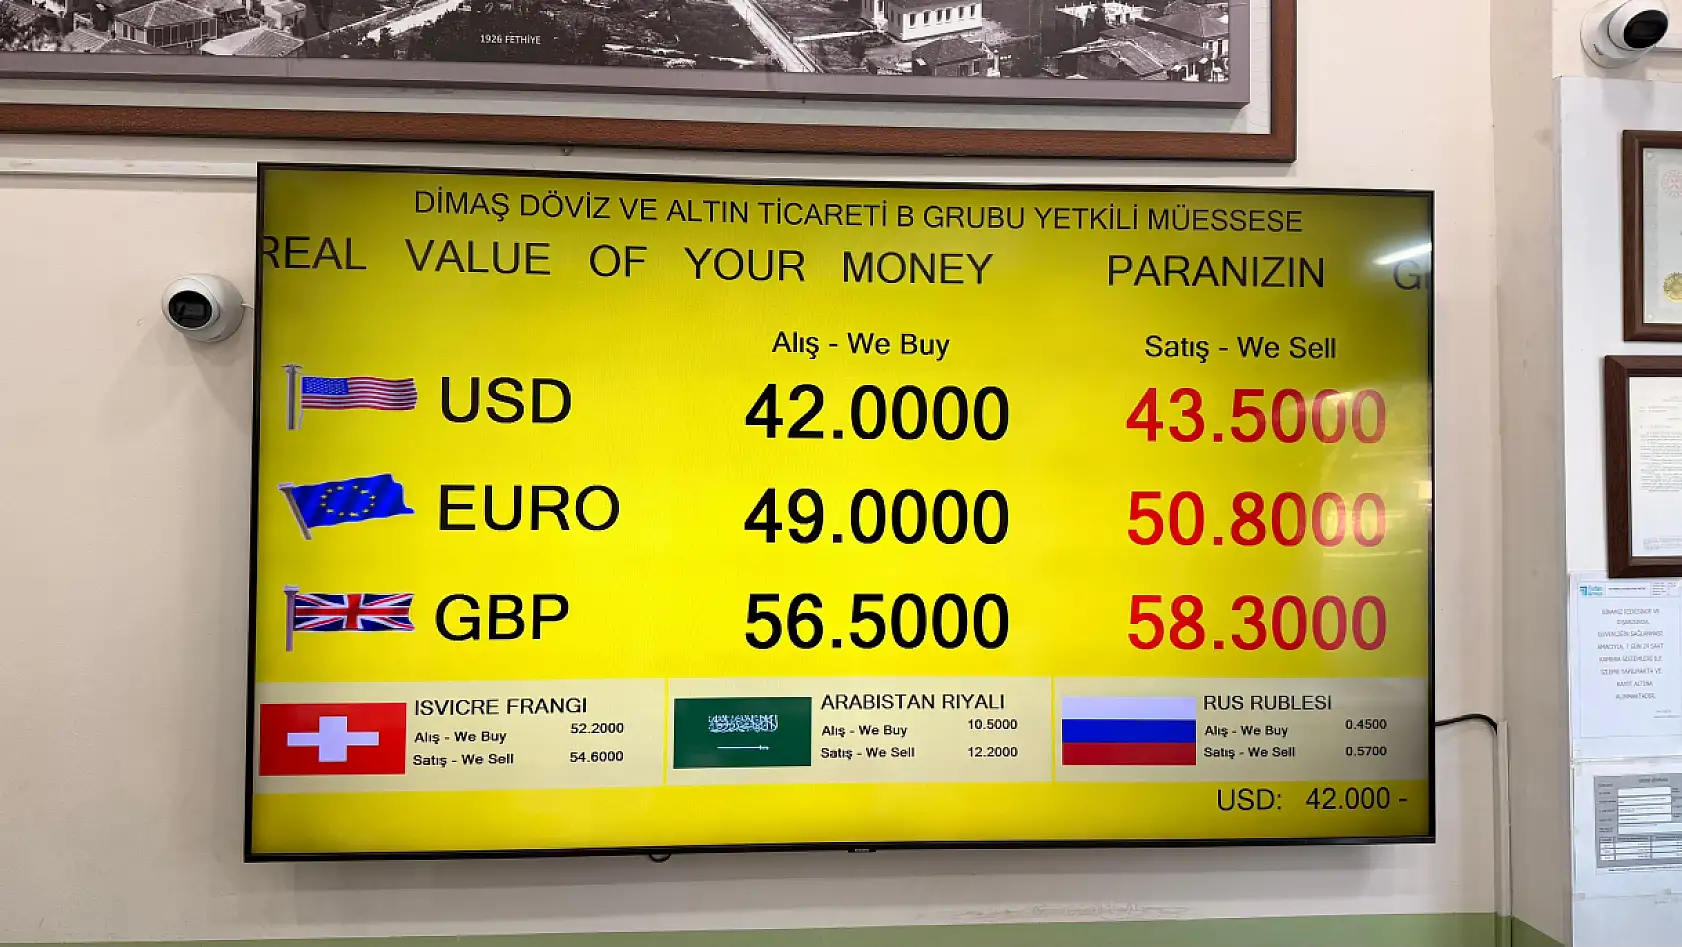 1926 FETHİYE
DİMAŞ DÖVİZ VE ALTIN TİCARETİ B GRUBU YETKİLİ MÜESSESE
REAL VALUE OF YOUR MONEY PARANIZIN
Alış - We Buy Satış - We Sell
USD 42.0000 43.5000
EURO 49.0000 50.8000
GBP 56.5000 58.3000
ISVICRE FRANGI
Alış - We Buy 52.2000
Satış - We Sell 54.6000
ARABISTAN RIYALI
Alış - We Buy 10.5000
Satış - We Sell 12.2000
RUS RUBLESI
Alış - We Buy 0.4500
Satış - We Sell 0.5700
USD: 42.000 -